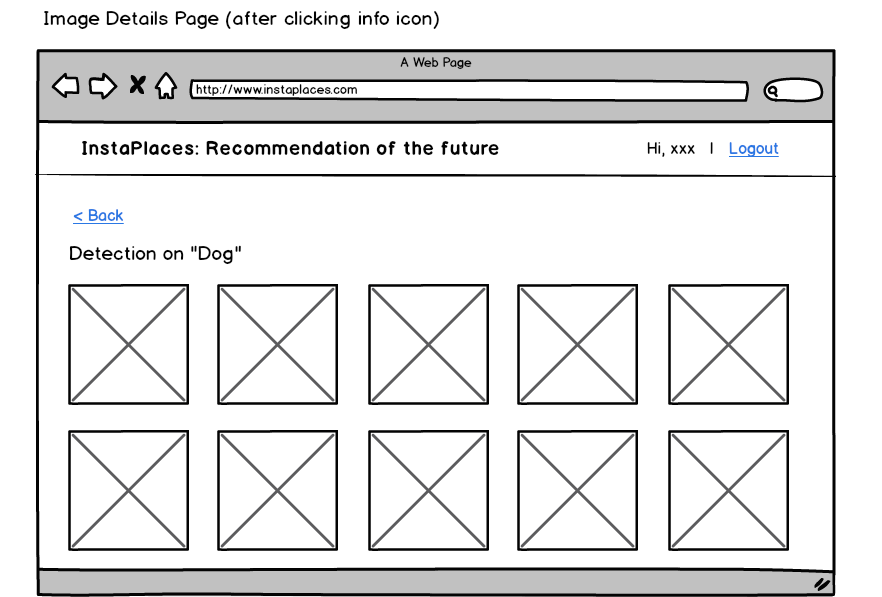 Image Details Page (after clicking info icon)
A Web Page
http://www.instaplaces.com
InstaPlaces: Recommendation of the future
Hi, xxx | Logout
< Back
Detection on "Dog"